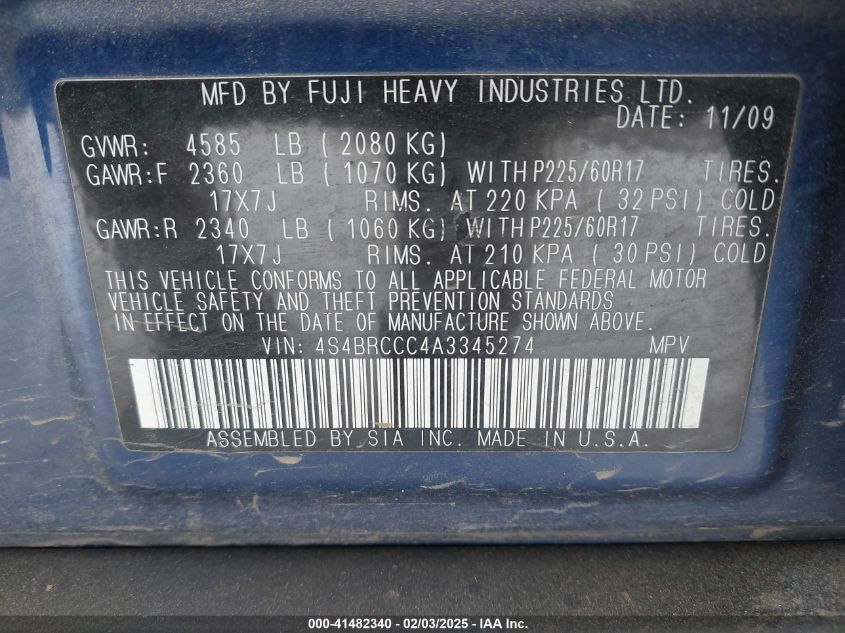 MFD BY FUJI HEAVY INDUSTRIES LTD.
DATE: 11/09
GVWR: 4585 LB ( 2080 KG)
GAWR:F 2360 LB ( 1070 KG) WITH P225/60R17 TIRES.
17X7J RIMS. AT 220 KPA ( 32 PSI) COLD
GAWR:R 2340 LB ( 1060 KG) WITH P225/60R17 TIRES.
17X7J RIMS. AT 210 KPA ( 30 PSI) COLD
THIS VEHICLE CONFORMS TO ALL APPLICABLE FEDERAL MOTOR
VEHICLE SAFETY AND THEFT PREVENTION STANDARDS
IN EFFECT ON THE DATE OF MANUFACTURE SHOWN ABOVE.
VIN: 4S4BRCCC4A3345274 MPV
ASSEMBLED BY SIA INC. MADE IN U.S.A.
000-41482340 - 02/03/2025 - IAA Inc.